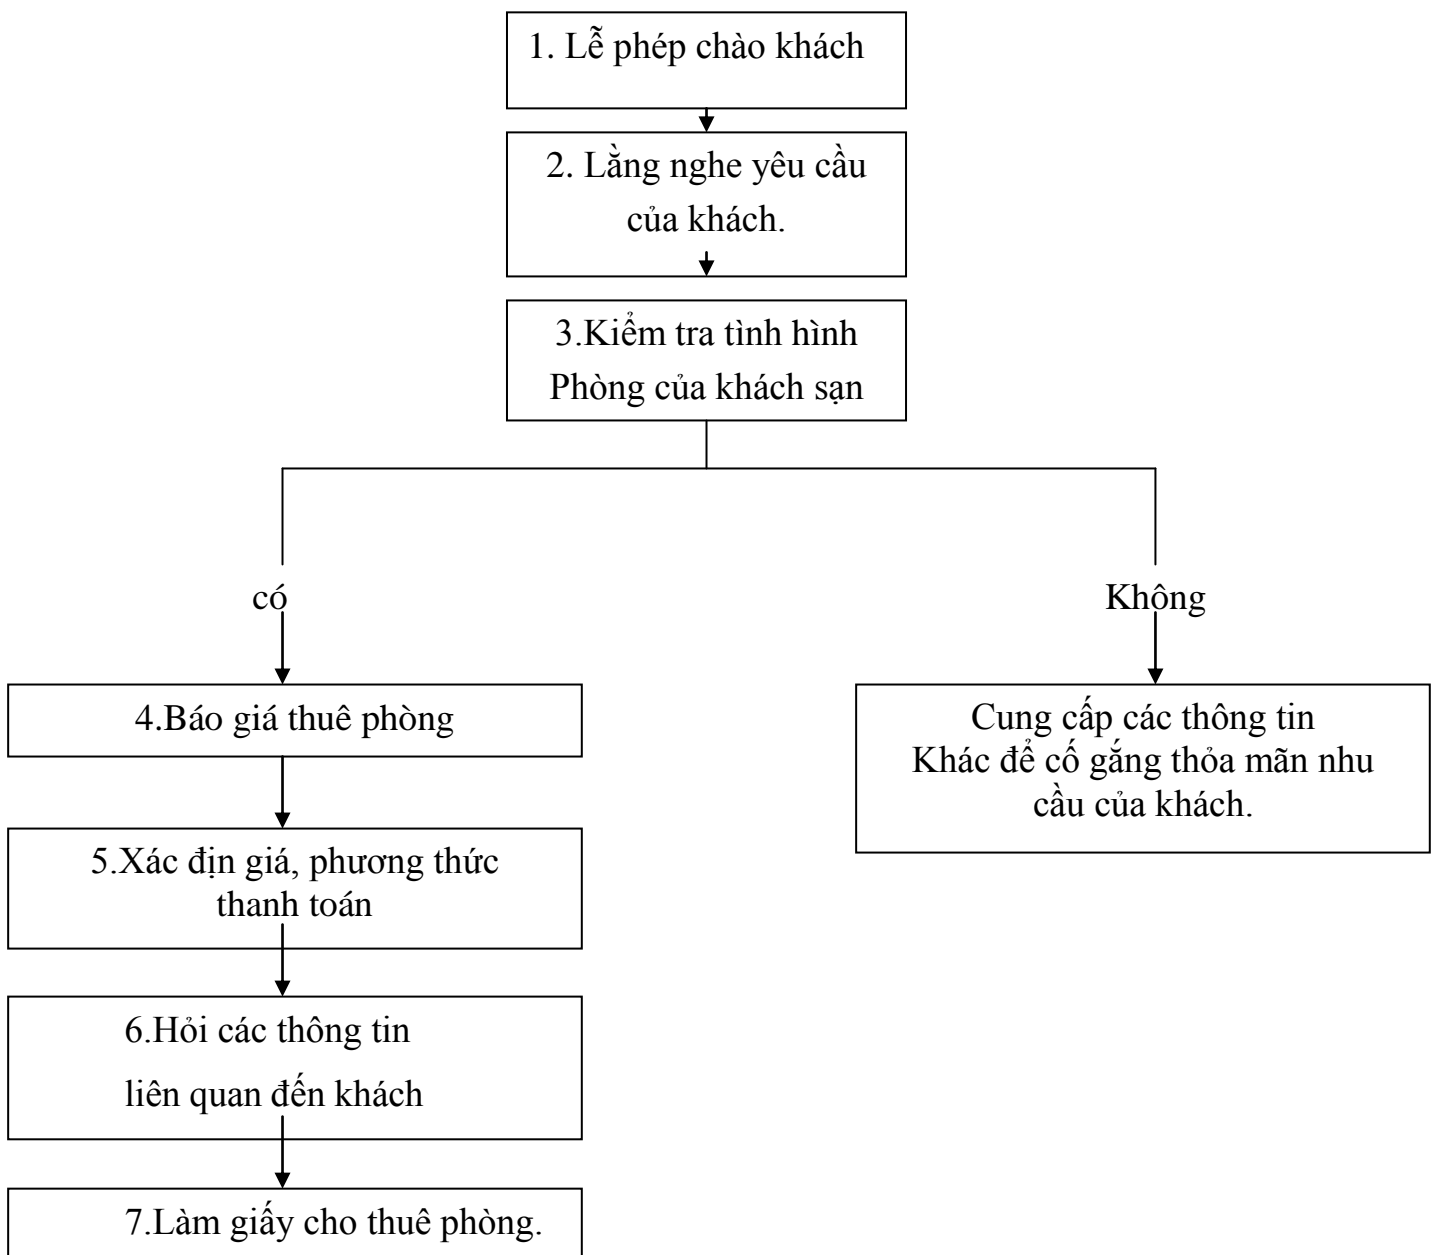 1. Lễ phép chào khách
2. Lằng nghe yêu cầu
của khách.
3.Kiểm tra tình hình
Phòng của khách sạn
có
Không
4.Báo giá thuê phòng
Cung cấp các thông tin
Khác để cố gắng thỏa mãn nhu
cầu của khách.
5.Xác địn giá, phương thức
thanh toán
6.Hỏi các thông tin
liên quan đến khách
7.Làm giấy cho thuê phòng.